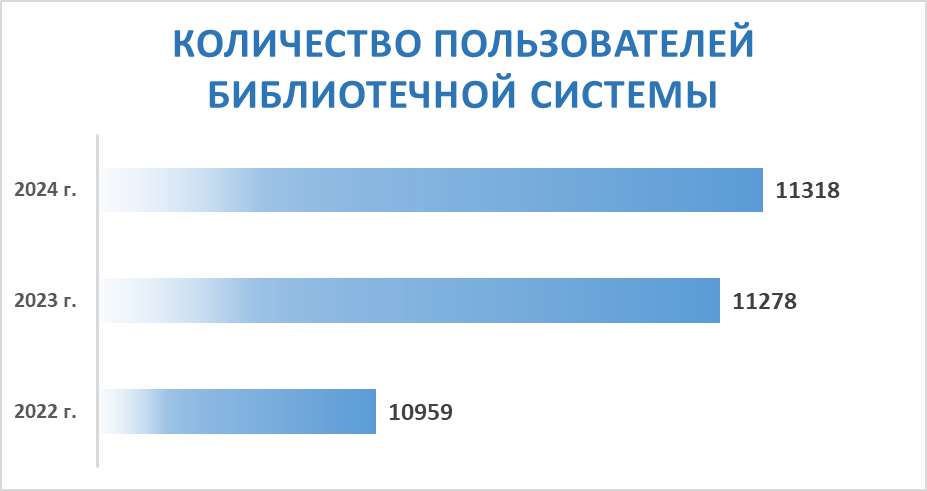 КОЛИЧЕСТВО ПОЛЬЗОВАТЕЛЕЙ
БИБЛИОТЕЧНОЙ СИСТЕМЫ
2024 г.
11318
2023 г.
11278
2022 г.
10959